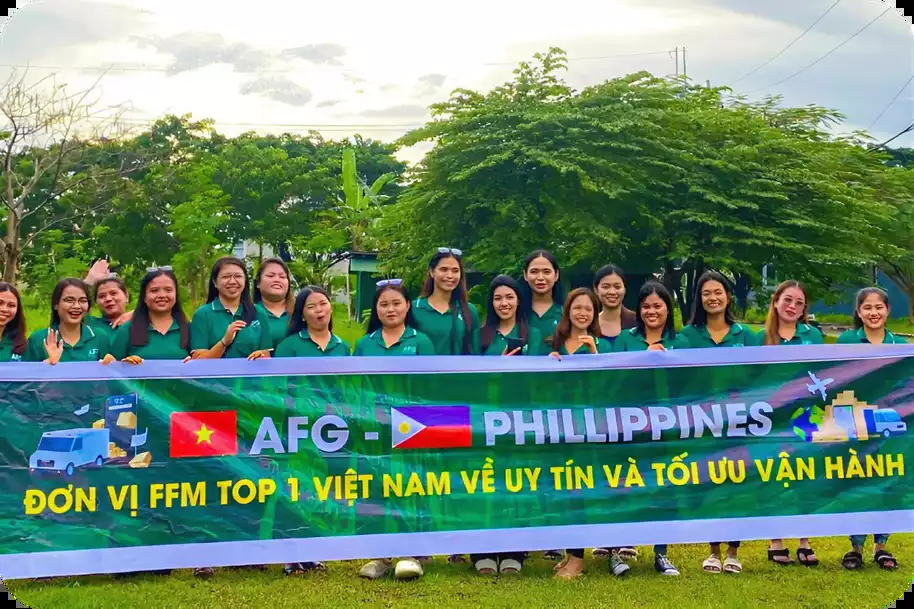 AFG - PHILLIPPINES
ĐƠN VỊ FFM TOP 1 VIỆT NAM VỀ UY TÍN VÀ TỐI ƯU VẬN HÀNH